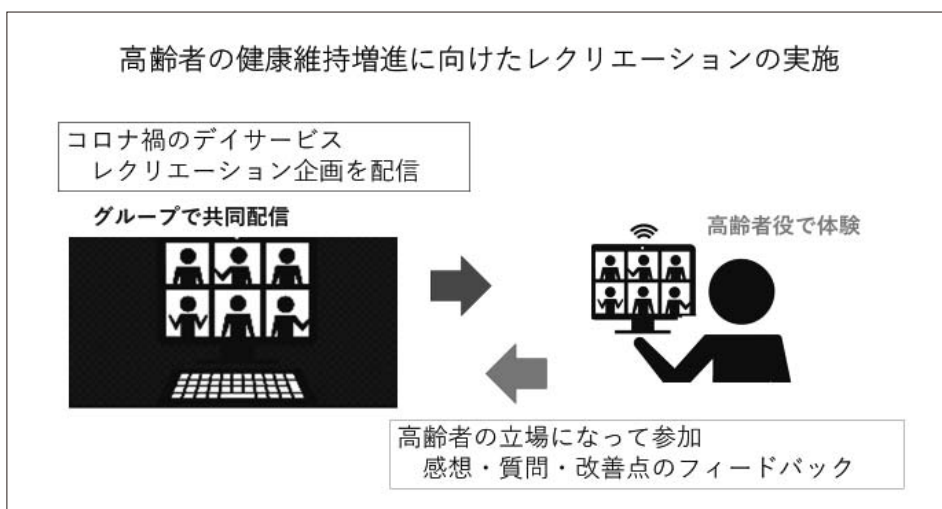 高齢者の健康維持増進に向けたレクリエーションの実施
コロナ禍のデイサービス
レクリエーション企画を配信
グループで共同配信
高齢者役で体験
高齢者の立場になって参加
感想・質問・改善点のフィードバック